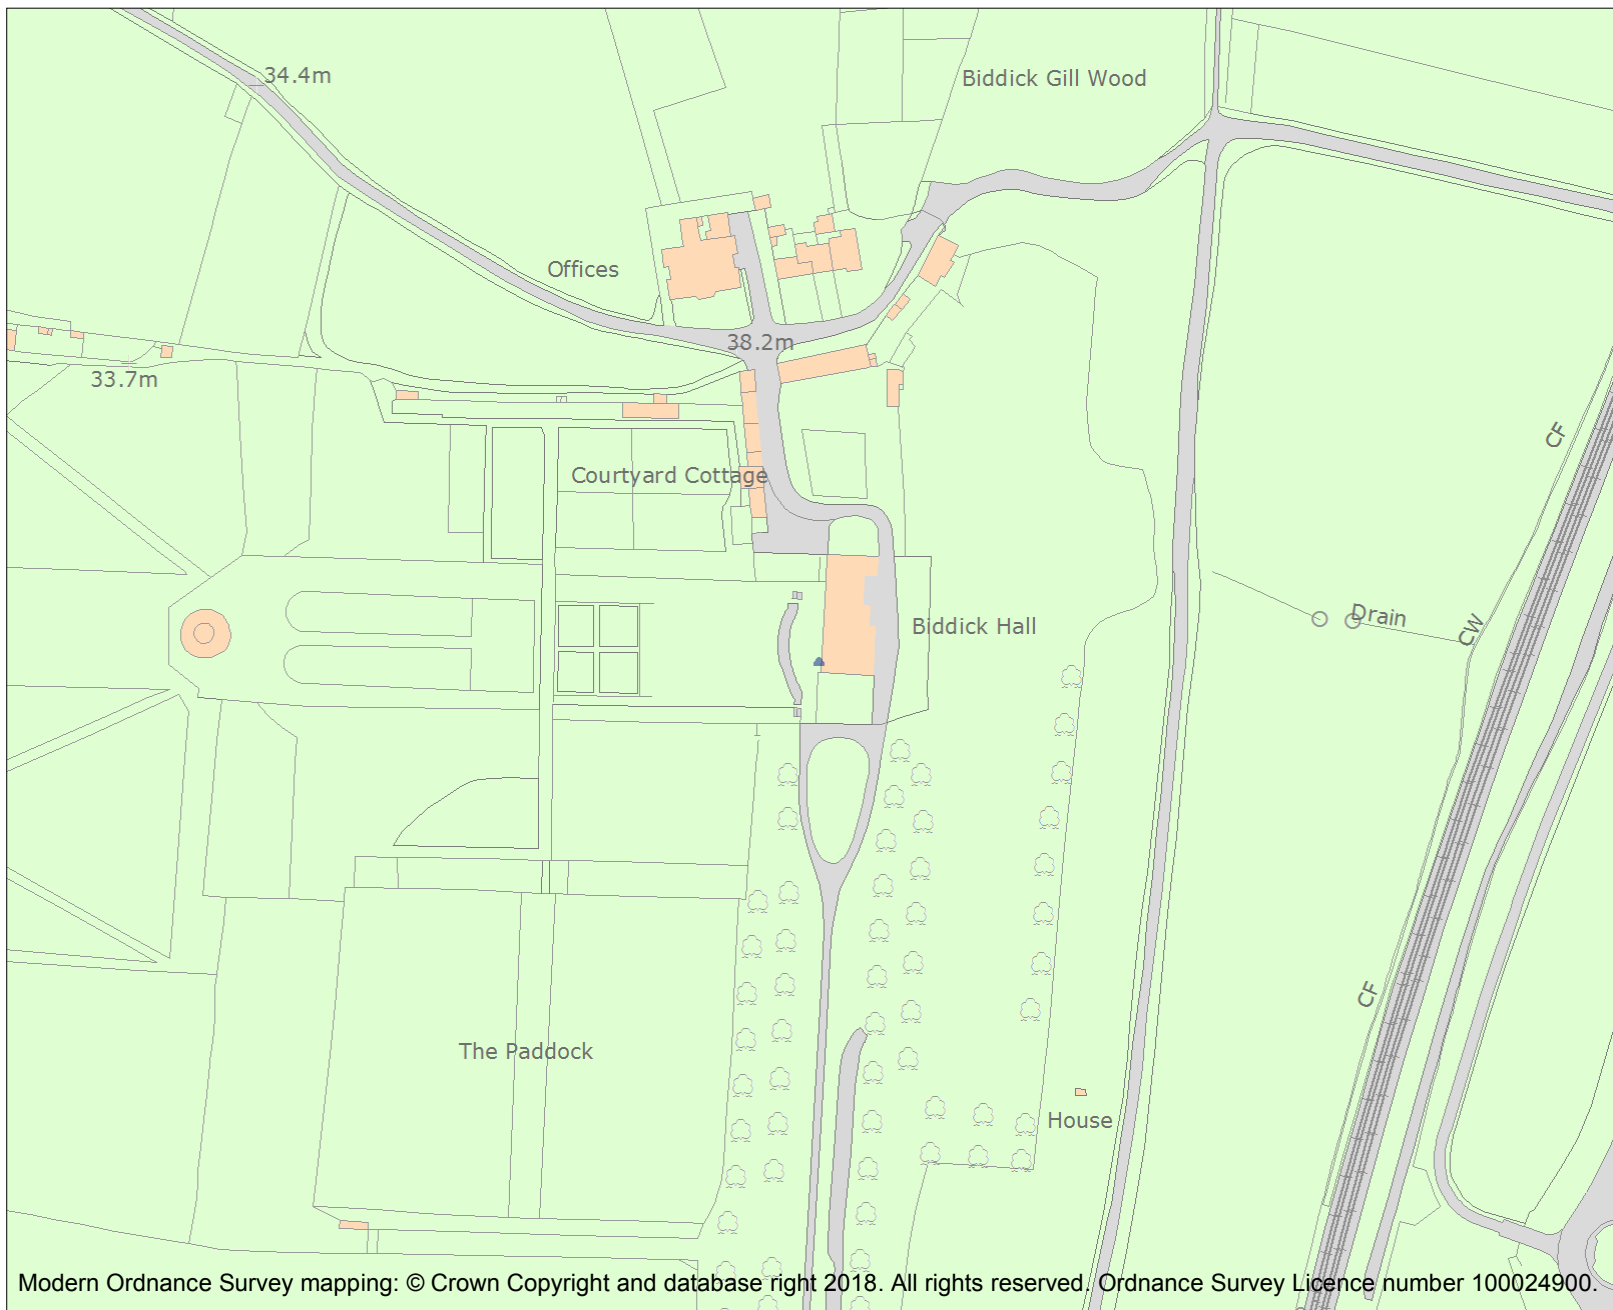 34.4m
Biddick Gill Wood
Offices
38.2m
33.7m
CF
Courtyard Cottage
Drain
Biddick Hall
CW
CF
The Paddock
House
Modern Ordnance Survey mapping: © Crown Copyright and database right 2018. All rights reserved. Ordnance Survey Licence number 100024900.